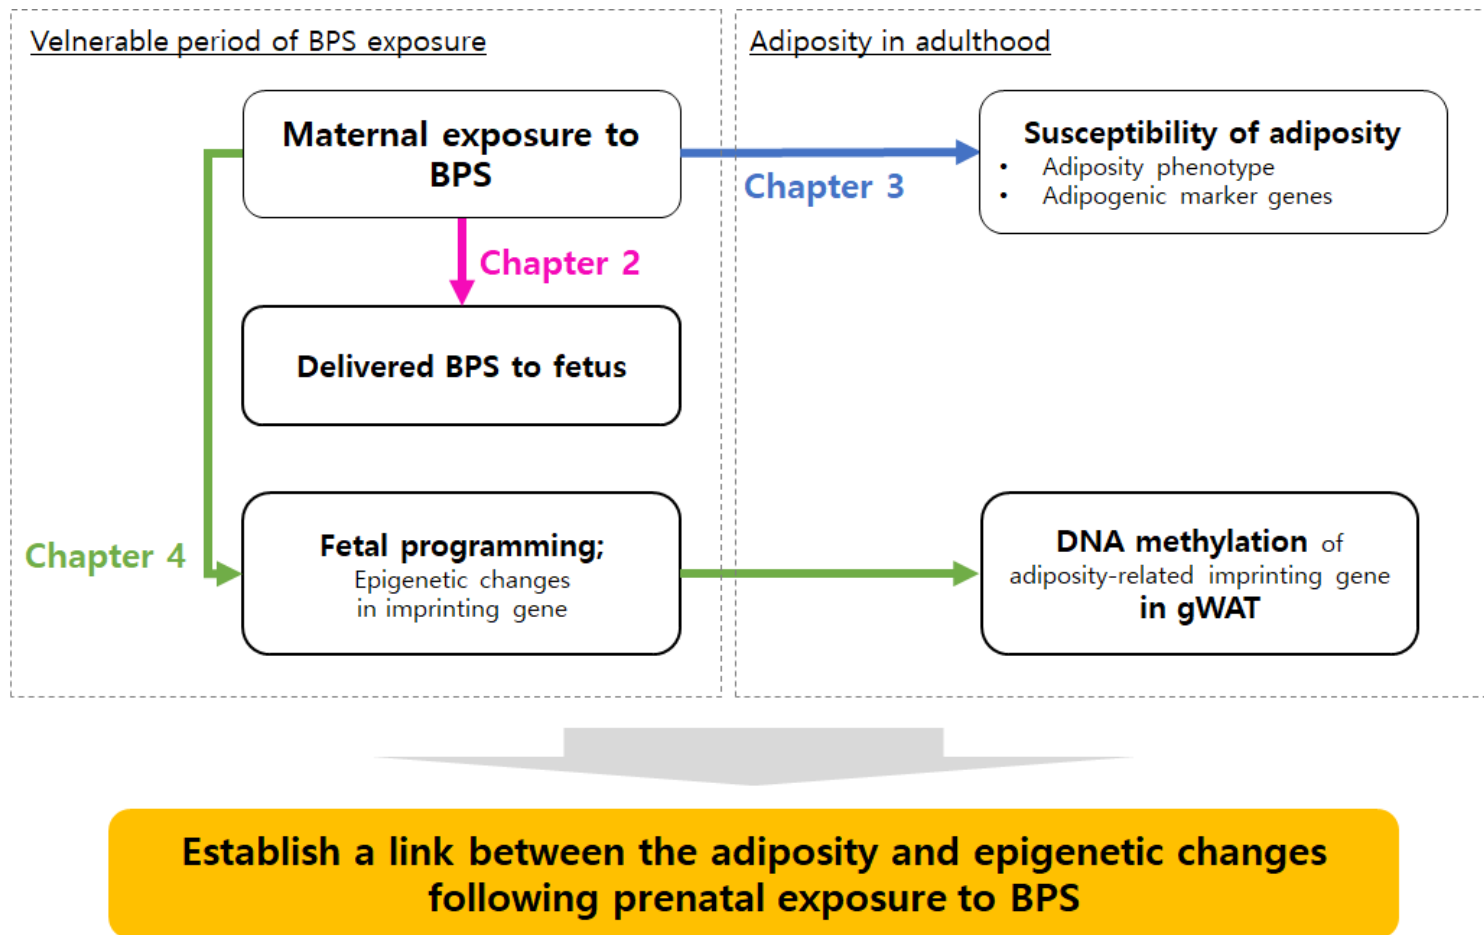 Velnerable period of BPS exposure
Maternal exposure to
BPS
Chapter 2
Delivered BPS to fetus
Chapter 4
Fetal programming;
Epigenetic changes
in imprinting gene
Adiposity in adulthood
Chapter 3
Susceptibility of adiposity
• Adiposity phenotype
• Adipogenic marker genes
DNA methylation of
adiposity-related imprinting gene
in gWAT
Establish a link between the adiposity and epigenetic changes
following prenatal exposure to BPS